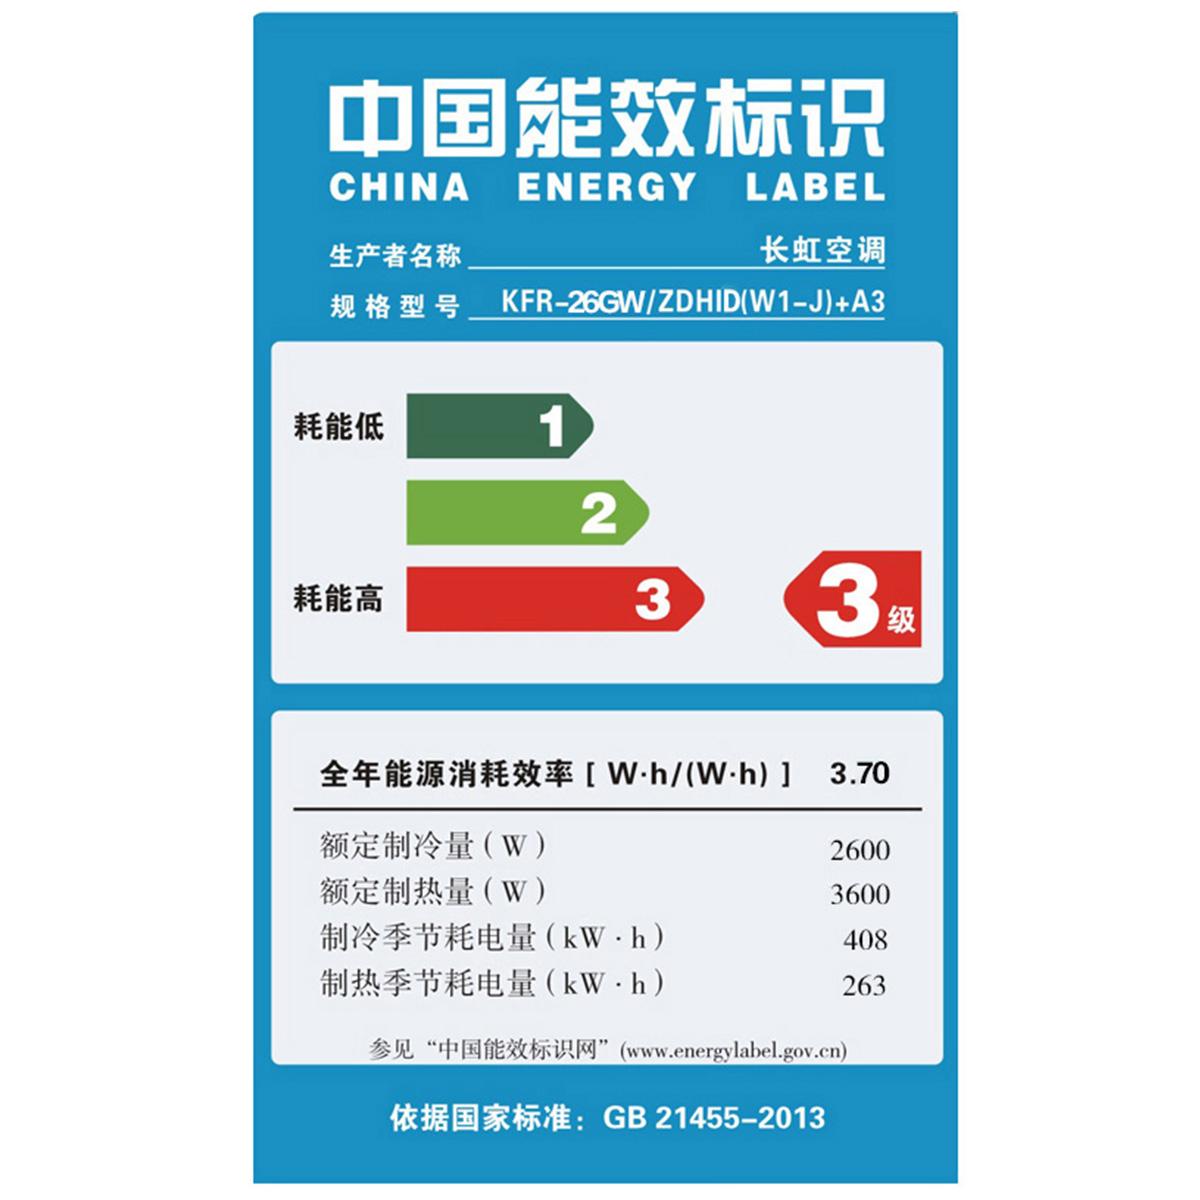 中国能效标识
CHINA ENERGY LABEL
生产者名称 长虹空调
规格型号 KFR-26GW/ZDHID(W1-J)+A3
耗能低 1
2
耗能高 3 3级
全年能源消耗效率[W·h/(W·h)] 3.70
额定制冷量(W) 2600
额定制热量(W) 3600
制冷季节耗电量(kW·h) 408
制热季节耗电量(kW·h) 263
参见“中国能效标识网”(www.energylabel.gov.cn)
依据国家标准：GB 21455-2013